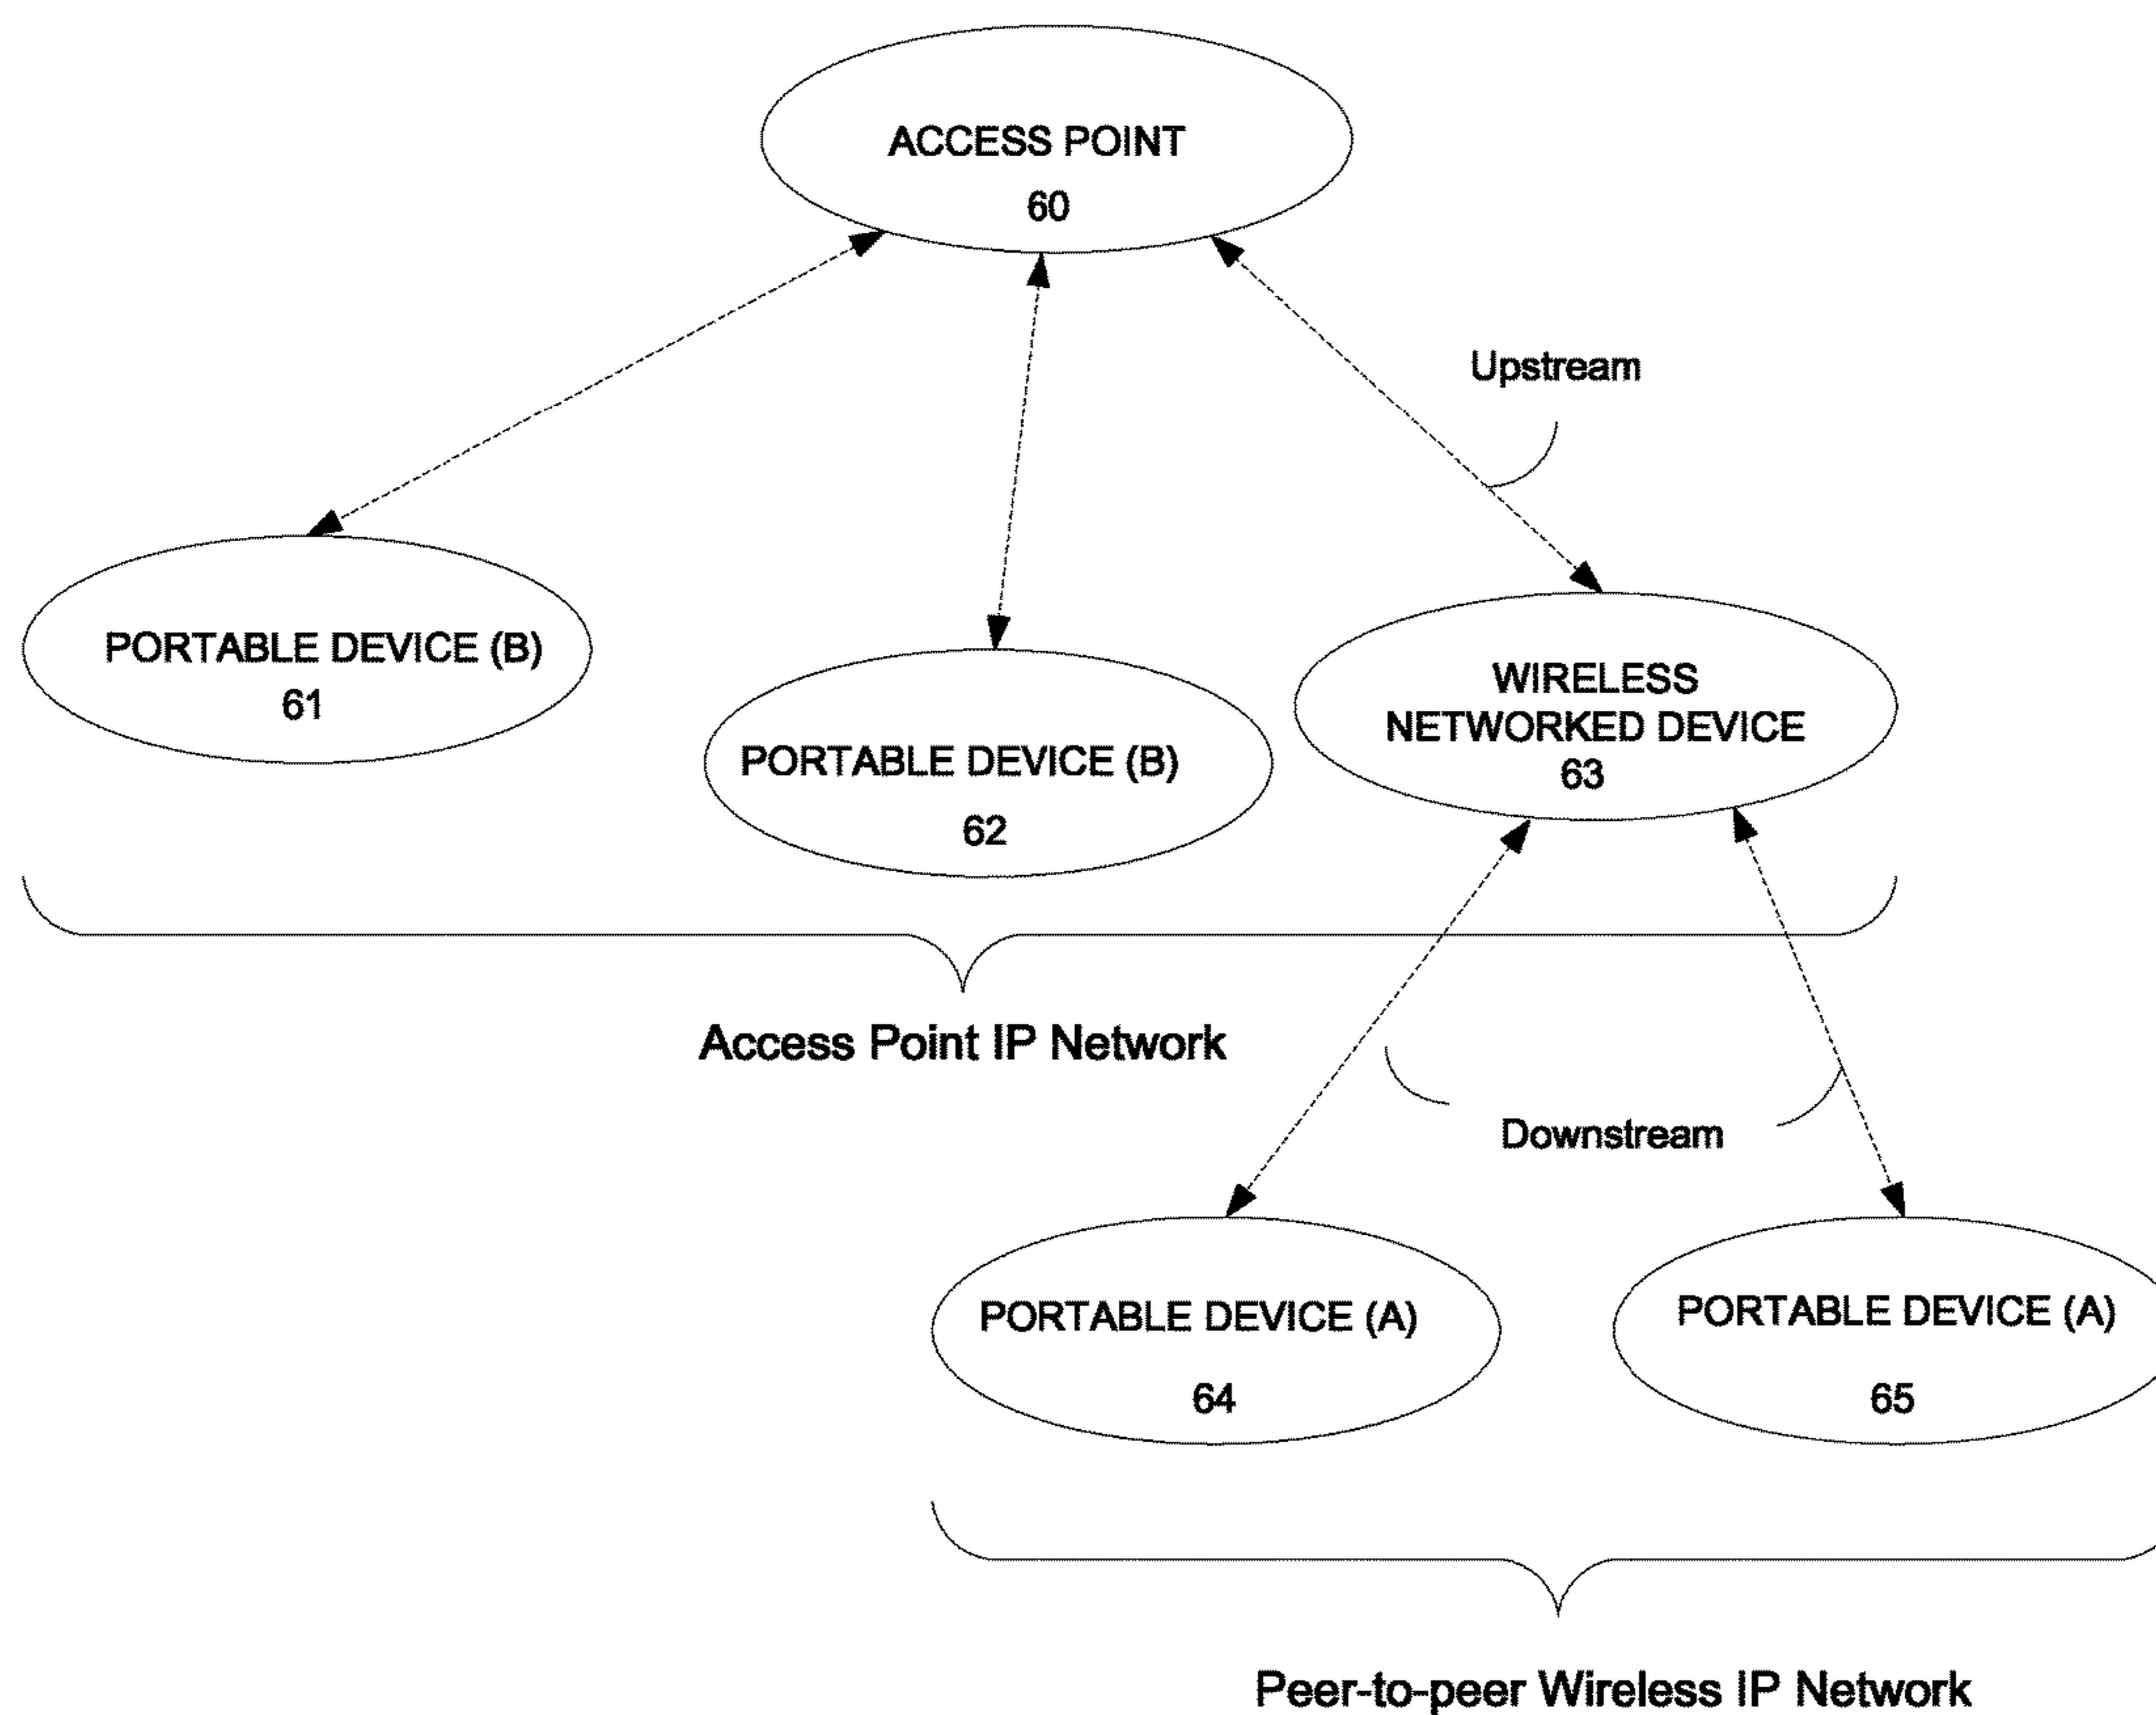 ACCESS POINT
60
Upstream
PORTABLE DEVICE (B)
61
PORTABLE DEVICE (B)
62
WIRELESS
NETWORKED DEVICE
63
Access Point IP Network
Downstream
PORTABLE DEVICE (A)
64
PORTABLE DEVICE (A)
65
Peer-to-peer Wireless IP Network